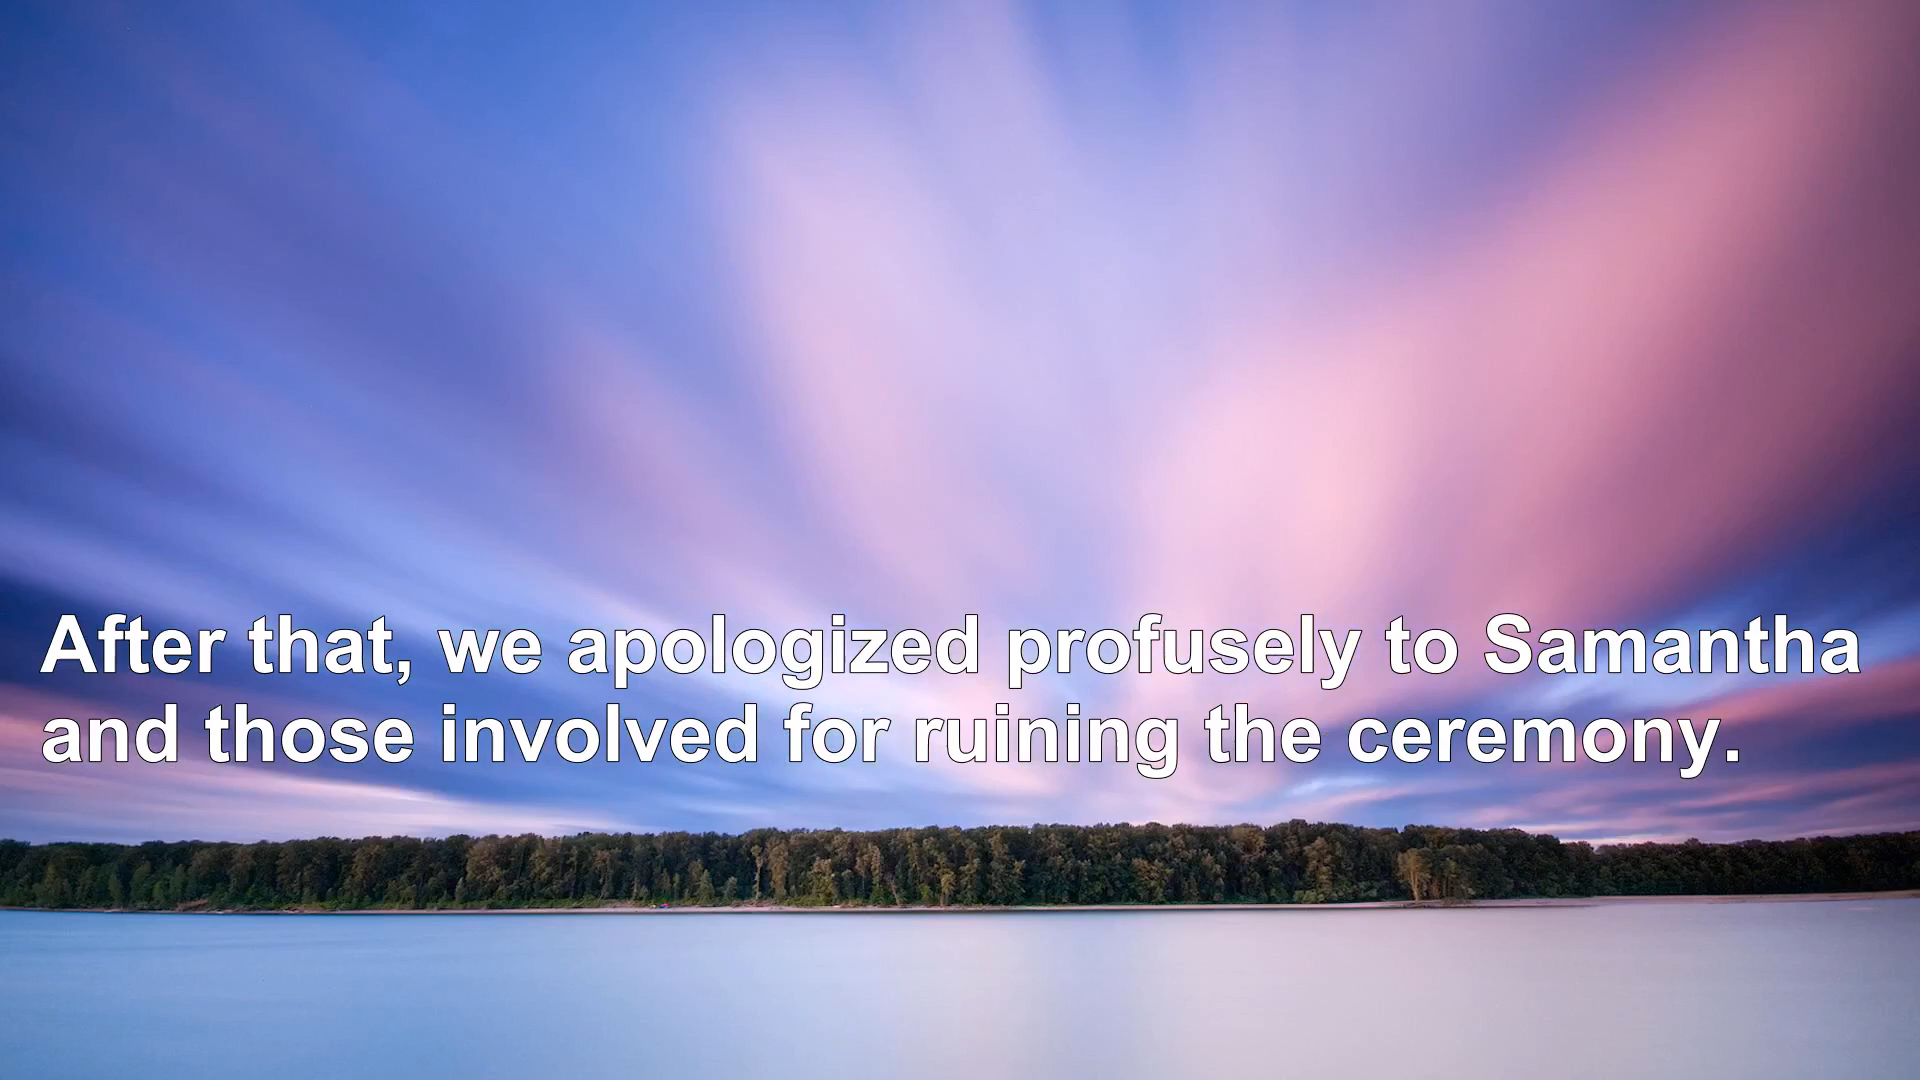 After that, we apologized profusely to Samantha
and those involved for ruining the ceremony.